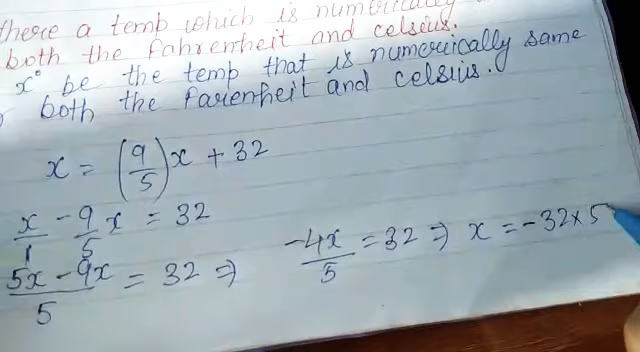 there a temp which is numerically
both the fahrenheit and celsius.
x° be the temp that is numerically same
both the farenheit and celsius.
x = (9/5)x + 32
x/1 - 9/5 x = 32
(5x - 9x)/5 = 32 ⇒ -4x/5 = 32 ⇒ x = -32×5